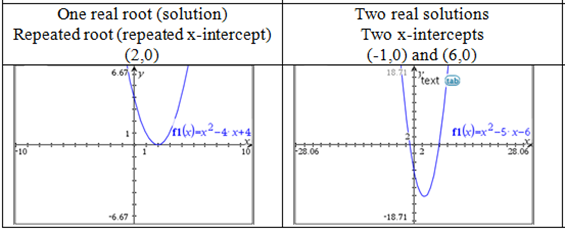 One real root (solution)
Repeated root (repeated x-intercept)
(2,0)
Two real solutions
Two x-intercepts
(-1,0) and (6,0)
6.67 y
1
f1(x)=x²-4·x+4
x
-10
1
10
-6.67
18.71 y
text tab
2
f1(x)=x²-5·x-6
x
-28.06
2
28.06
-18.71